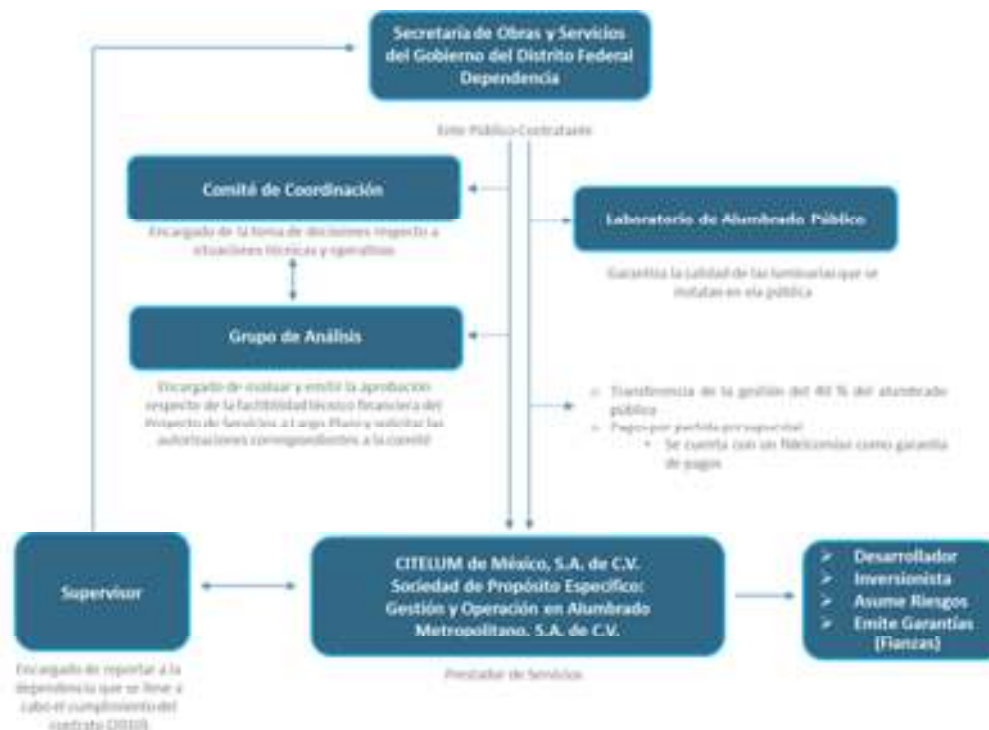 Secretaría de Obras y Servicios
del Gobierno del Distrito Federal
Dependencia
Ente Público Contratante
Comité de Coordinación
Encargado de la toma de decisiones respecto a
situaciones técnicas y operativas
Laboratorio de Alumbrado Público
Garantiza la calidad de las luminarias que se
instalan en vía pública
Grupo de Análisis
Encargado de evaluar y emitir la aprobación
respecto de la factibilidad técnico financiera del
Proyecto de Servicios a Largo Plazo y solicitar las
autorizaciones correspondientes a la comité
Transferencia de la gestión del 40 % del alumbrado
público
Pagos por partida presupuestal
• Se cuenta con un fideicomiso como garantía
de pagos
Supervisor
Encargado de reportar a la
dependencia que se lleve a
cabo el cumplimiento del
contrato
CITELUM de México, S.A. de C.V.
Sociedad de Propósito Específico:
Gestión y Operación en Alumbrado
Metropolitano. S.A. de C.V.
Prestador de Servicios
➢ Desarrollador
➢ Inversionista
➢ Asume Riesgos
➢ Emite Garantías
(Fianzas)